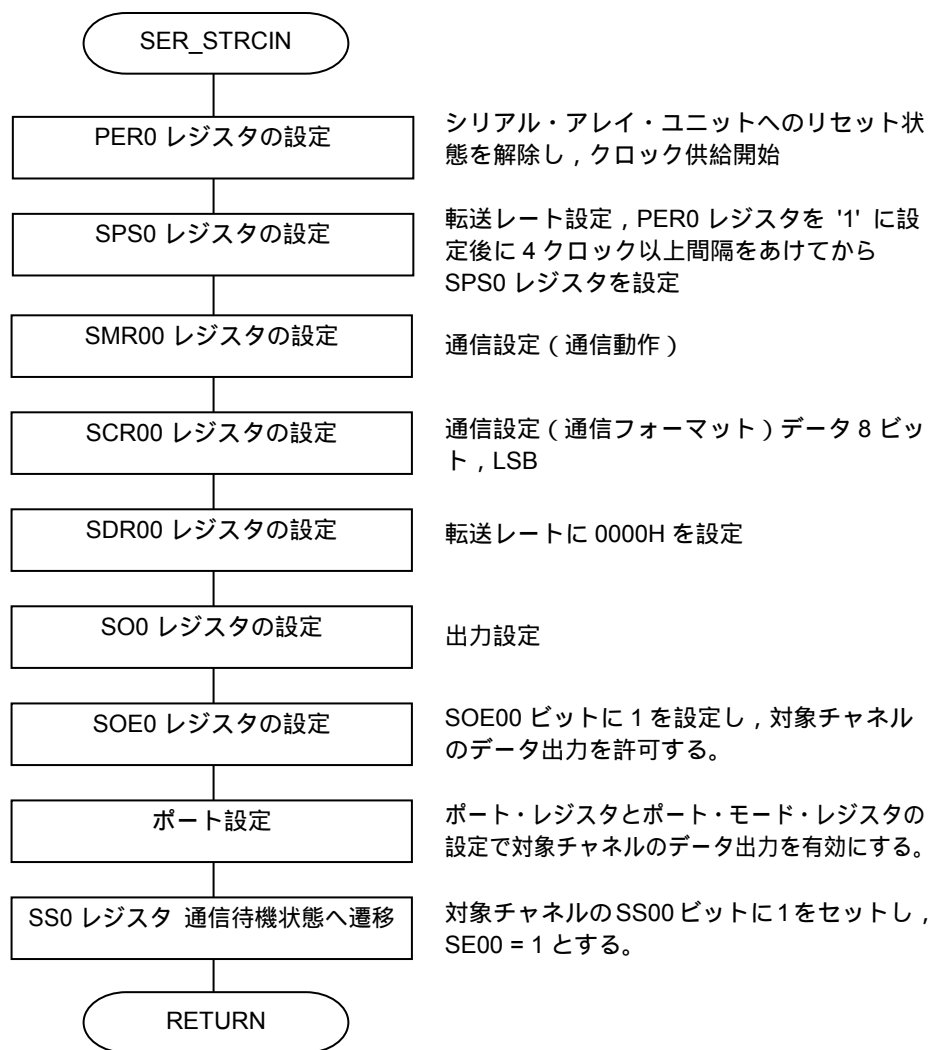 SER_STRCIN
PER0 レジスタの設定
シリアル・アレイ・ユニットへのリセット状
態を解除し，クロック供給開始
SPS0 レジスタの設定
転送レート設定，PER0 レジスタを '1' に設
定後に 4 クロック以上間隔をあけてから
SPS0 レジスタを設定
SMR00 レジスタの設定
通信設定（通信動作）
SCR00 レジスタの設定
通信設定（通信フォーマット）データ 8 ビッ
ト，LSB
SDR00 レジスタの設定
転送レートに 0000H を設定
SO0 レジスタの設定
出力設定
SOE0 レジスタの設定
SOE00 ビットに 1 を設定し，対象チャネル
のデータ出力を許可する。
ポート設定
ポート・レジスタとポート・モード・レジスタの
設定で対象チャネルのデータ出力を有効にする。
SS0 レジスタ 通信待機状態へ遷移
対象チャネルの SS00 ビットに 1 をセットし，
SE00 = 1 とする。
RETURN